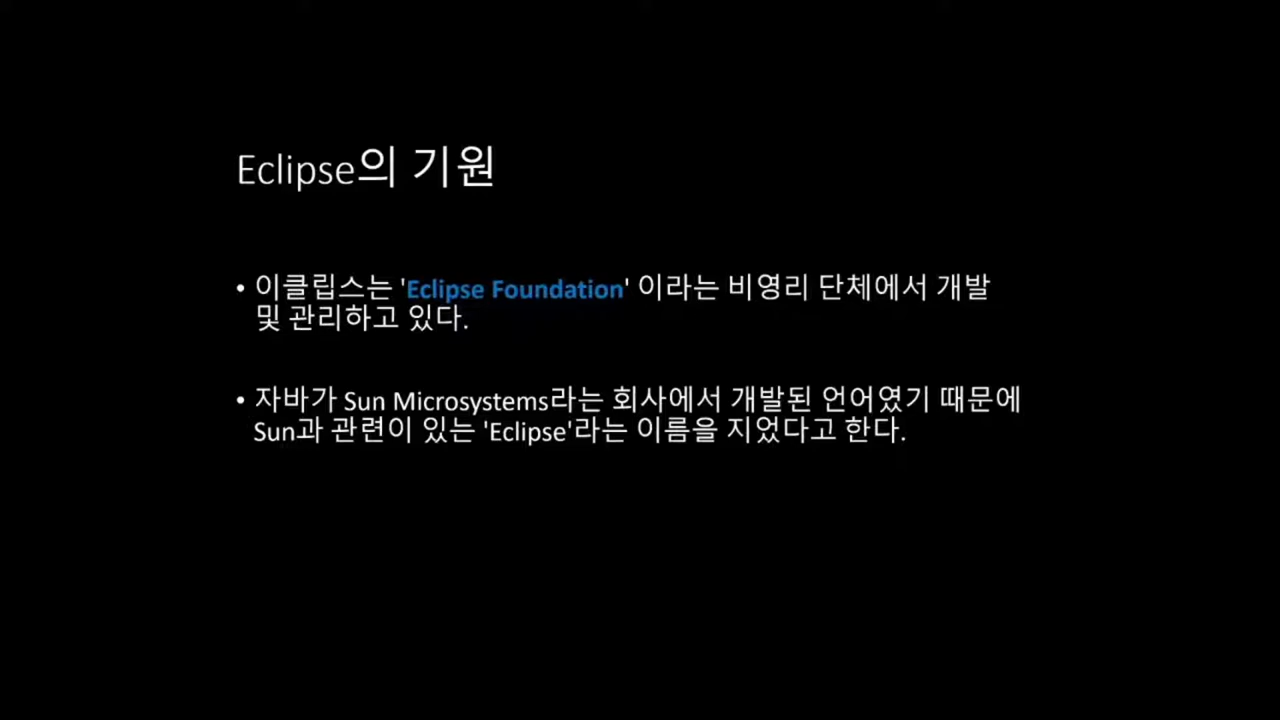 Eclipse의 기원
• 이클립스는 'Eclipse Foundation' 이라는 비영리 단체에서 개발
및 관리하고 있다.
• 자바가 Sun Microsystems라는 회사에서 개발된 언어였기 때문에
Sun과 관련이 있는 'Eclipse'라는 이름을 지었다고 한다.